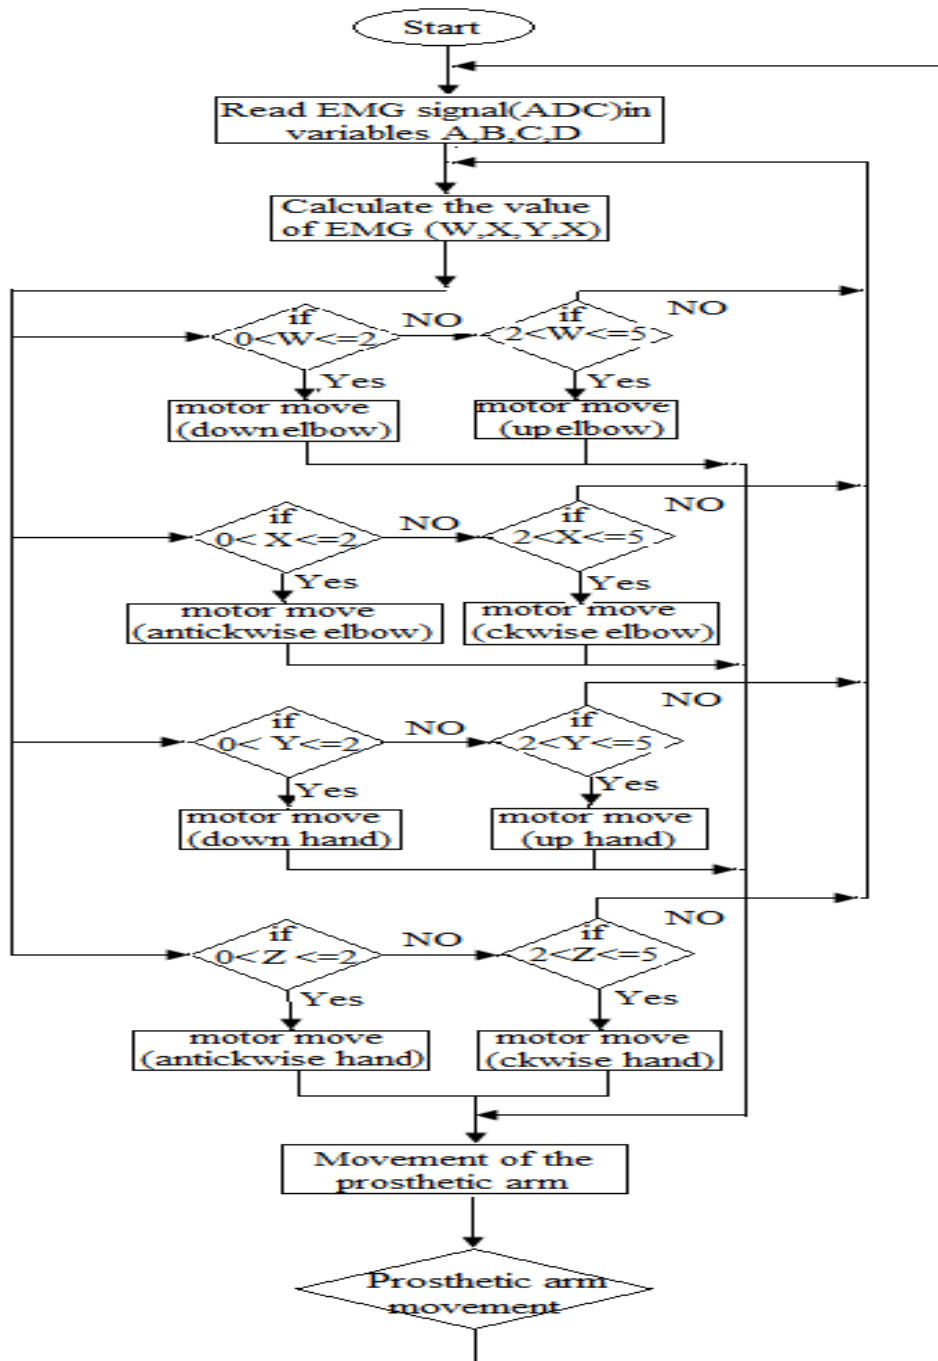 Start
Read EMG signal(ADC)in
variables A,B,C,D
Calculate the value
of EMG (W,X,Y,X)
if
0<W<=2
NO
if
2<W<=5
NO
Yes
Yes
motor move
(downelbow)
motor move
(upelbow)
if
0< X<=2
NO
if
2<X<=5
NO
Yes
Yes
motor move
(antickwise elbow)
motor move
(ckwise elbow)
if
0< Y<=2
NO
if
2<Y<=5
NO
Yes
Yes
motor move
(down hand)
motor move
(up hand)
if
0<Z <=2
NO
if
2<Z<=5
NO
Yes
Yes
motor move
(antickwise hand)
motor move
(ckwise hand)
Movement of the
prosthetic arm
Prosthetic arm
movement